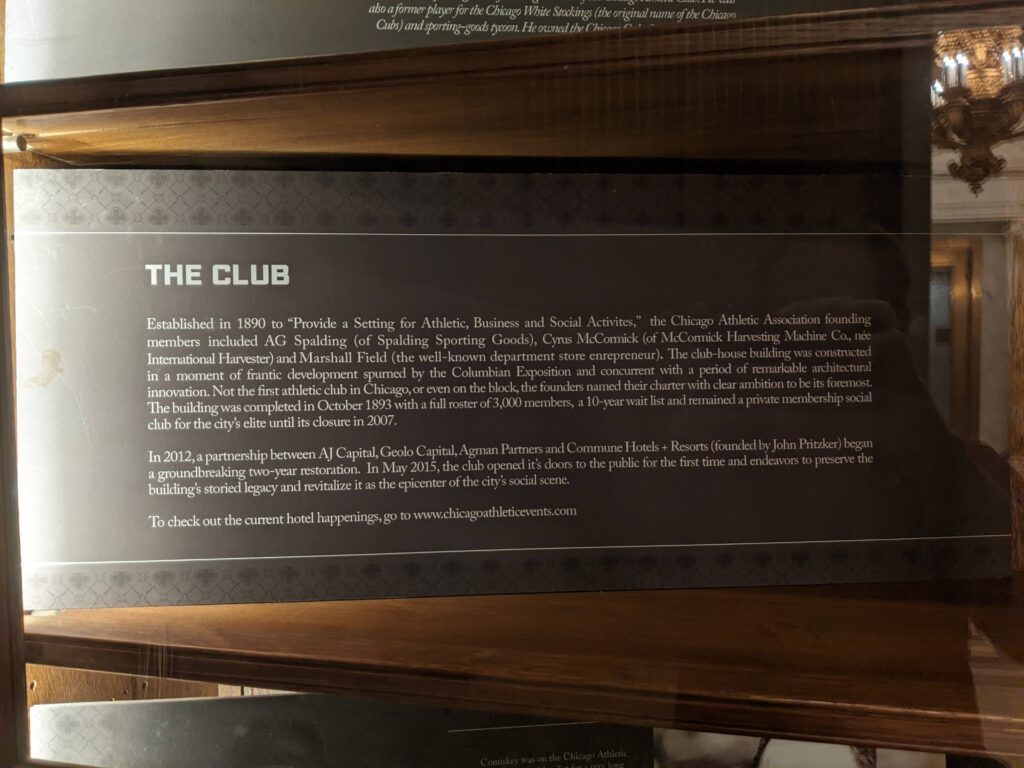 also a former player for the Chicago White Stockings (the original name of the Chicago
Cubs) and sporting-goods tycoon. He owned the Chicago
THE CLUB
Established in 1890 to “Provide a Setting for Athletic, Business and Social Activites,” the Chicago Athletic Association founding
members included AG Spalding (of Spalding Sporting Goods), Cyrus McCormick (of McCormick Harvesting Machine Co., née
International Harvester) and Marshall Field (the well-known department store enrepreneur). The club-house building was constructed
in a moment of frantic development spurred by the Columbian Exposition and concurrent with a period of remarkable architectural
innovation. Not the first athletic club in Chicago, or even on the block, the founders named their charter with clear ambition to be its foremost.
The building was completed in October 1893 with a full roster of 3,000 members, a 10-year wait list and remained a private membership social
club for the city's elite until its closure in 2007.
In 2012, a partnership between AJ Capital, Geolo Capital, Agman Partners and Commune Hotels + Resorts (founded by John Pritzker) began
a groundbreaking two-year restoration. In May 2015, the club opened it's doors to the public for the first time and endeavors to preserve the
building's storied legacy and revitalize it as the epicenter of the city's social scene.
To check out the current hotel happenings, go to www.chicagoathleticevents.com
Comiskey was on the Chicago Athletic
for a very long